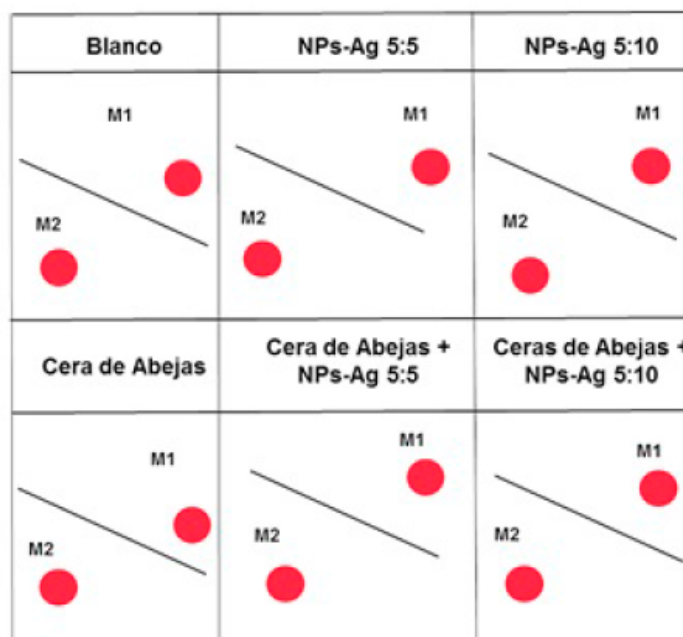 Blanco
NPs-Ag 5:5
NPs-Ag 5:10
M1
M2
M1
M2
M1
M2
Cera de Abejas
Cera de Abejas +
NPs-Ag 5:5
Ceras de Abejas +
NPs-Ag 5:10
M1
M2
M1
M2
M1
M2